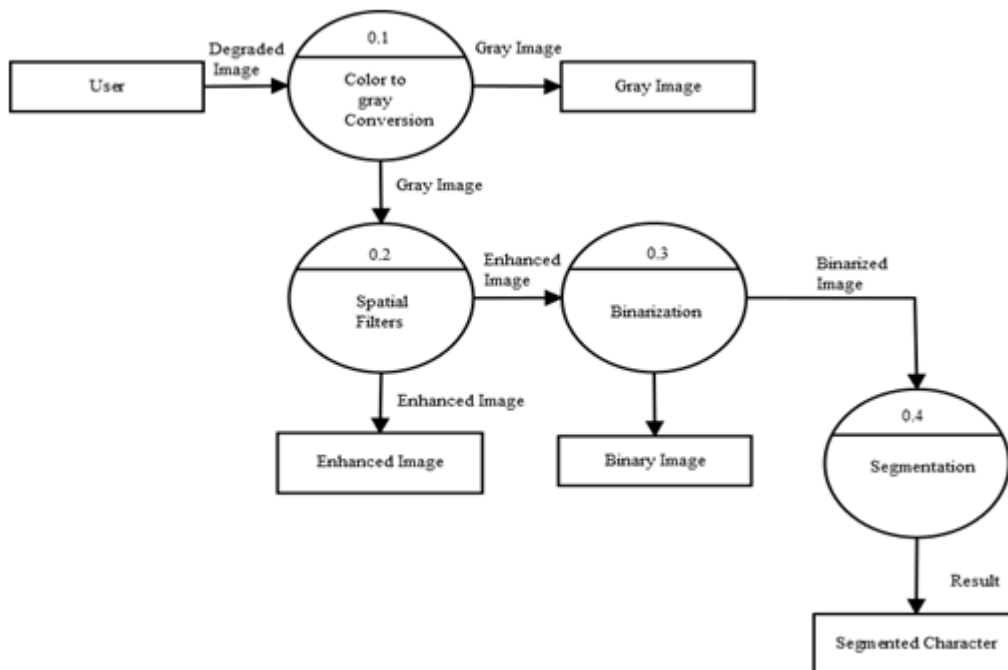 0.1
Degraded
Image
Gray Image
User
Color to
gray
Conversion
Gray Image
Gray Image
0.2
Enhanced
Image
0.3
Binarized
Image
Spatial
Filters
Binarization
Enhanced Image
0.4
Enhanced Image
Binary Image
Segmentation
Result
Segmented Character